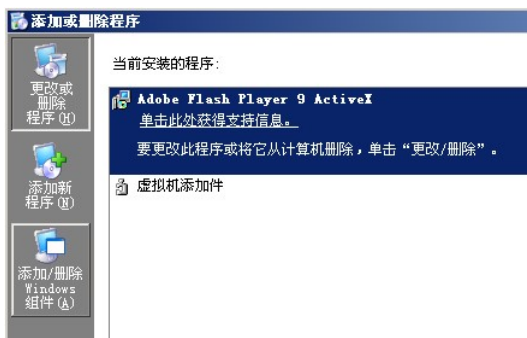 添加或删除程序
更改或
删除
程序(H)
当前安装的程序:
Adobe Flash Player 9 ActiveX
单击此处获得支持信息。
要更改此程序或将它从计算机删除，单击“更改/删除”。
虚拟机添加件
添加新
程序(N)
添加/删除
Windows
组件(A)